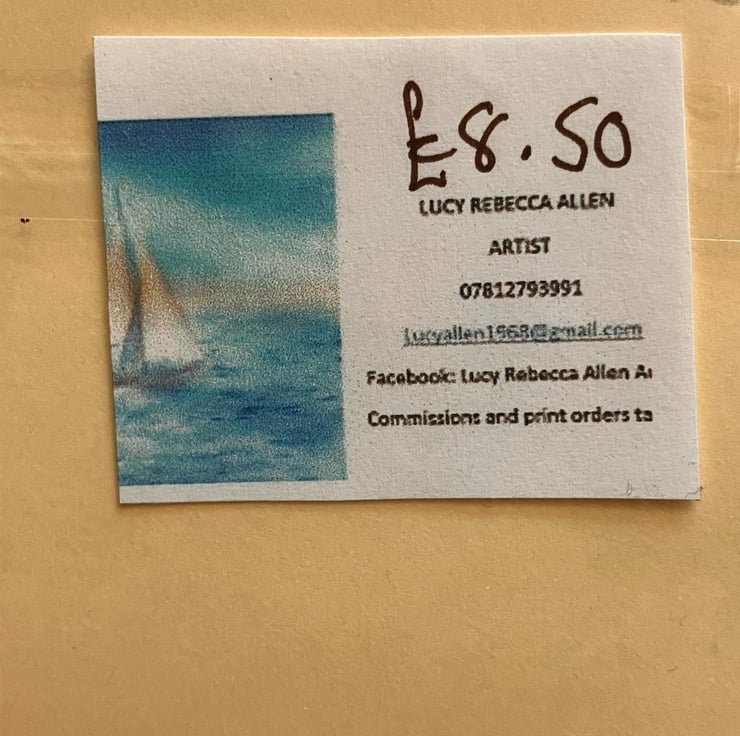 £8.50
LUCY REBECCA ALLEN
ARTIST
07812793991
Lucyallen1968@gmail.com
Facebook: Lucy Rebecca Allen
Commissions and print orders